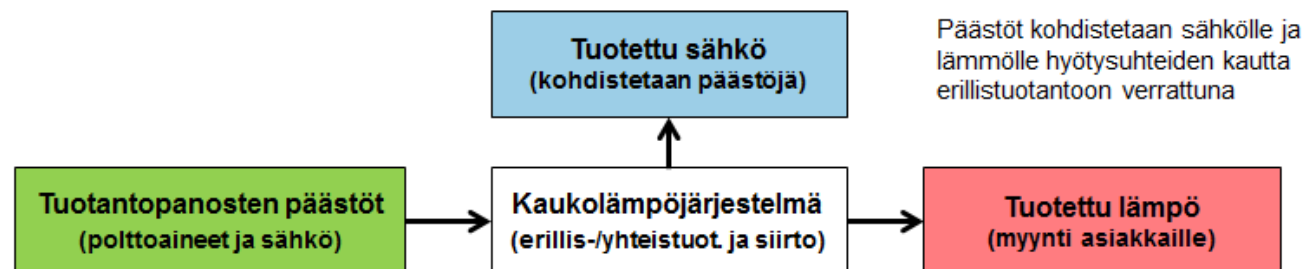 Tuotettu sähkö
(kohdistetaan päästöjä)
Päästöt kohdistetaan sähkölle ja
lämmölle hyötysuhteiden kautta
erillistuotantoon verrattuna
Tuotantopanosten päästöt
(polttoaineet ja sähkö)
Kaukolämpöjärjestelmä
(erillis-/yhteistuot. ja siirto)
Tuotettu lämpö
(myynti asiakkaille)